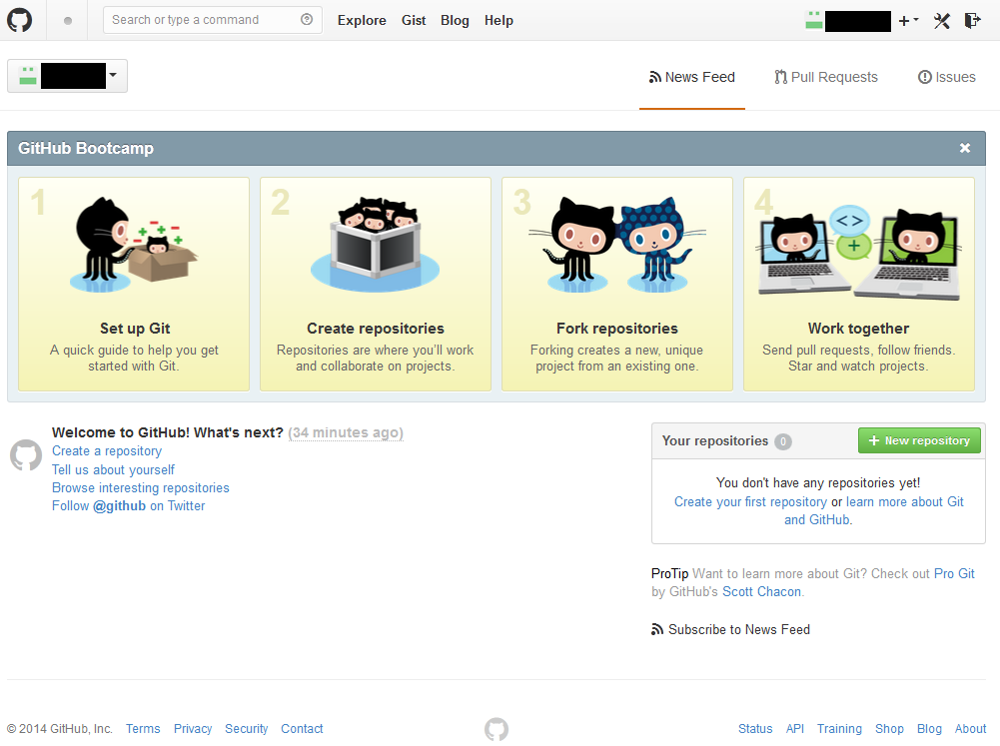 Search or type a command
Explore Gist Blog Help
News Feed Pull Requests Issues
GitHub Bootcamp
1
Set up Git
A quick guide to help you get
started with Git.
2
Create repositories
Repositories are where you'll work
and collaborate on projects.
3
Fork repositories
Forking creates a new, unique
project from an existing one.
4
Work together
Send pull requests, follow friends.
Star and watch projects.
Welcome to GitHub! What's next? (34 minutes ago)
Create a repository
Tell us about yourself
Browse interesting repositories
Follow @github on Twitter
Your repositories 0
+ New repository
You don't have any repositories yet!
Create your first repository or learn more about Git
and GitHub.
ProTip Want to learn more about Git? Check out Pro Git
by GitHub's Scott Chacon.
Subscribe to News Feed
© 2014 GitHub, Inc. Terms Privacy Security Contact
Status API Training Shop Blog About